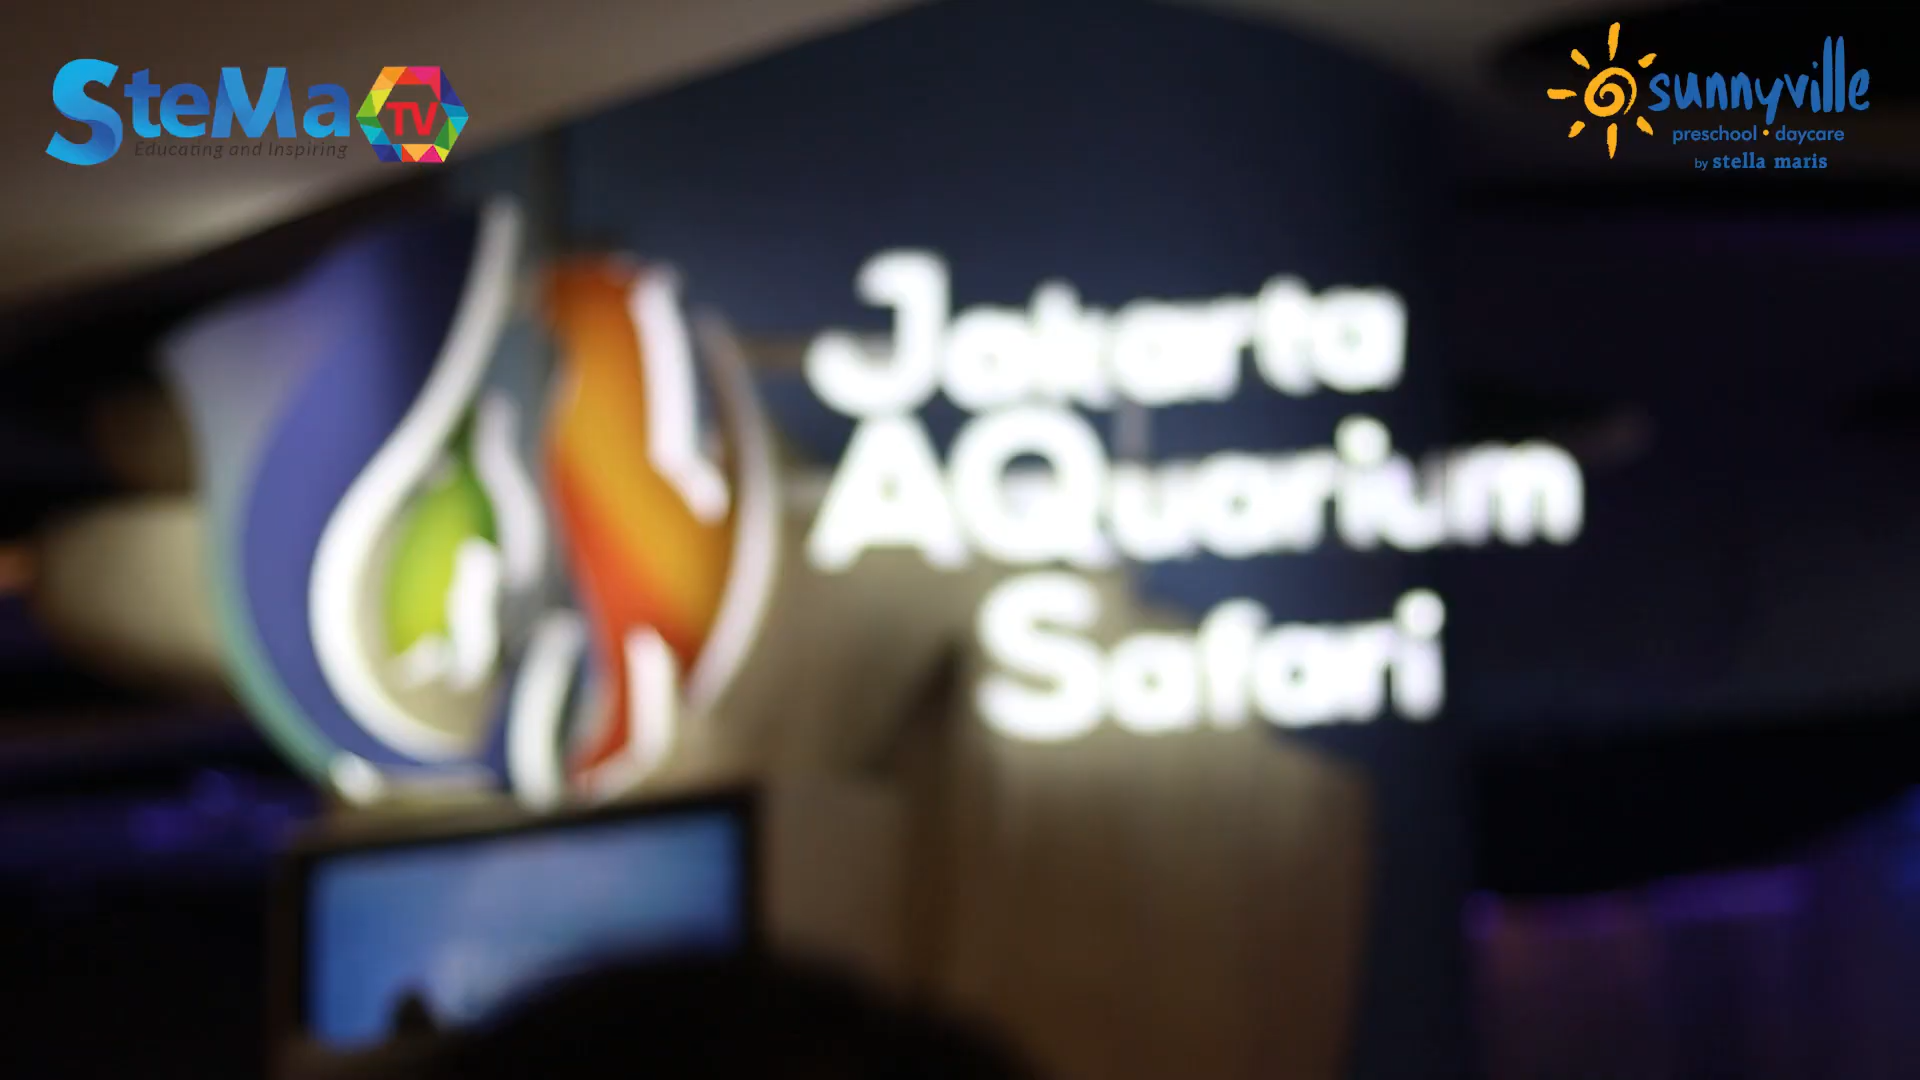 SteMa TV
Educating and Inspiring
sunnyville
preschool • daycare
by stella maris
Jakarta
AQuarium
Safari